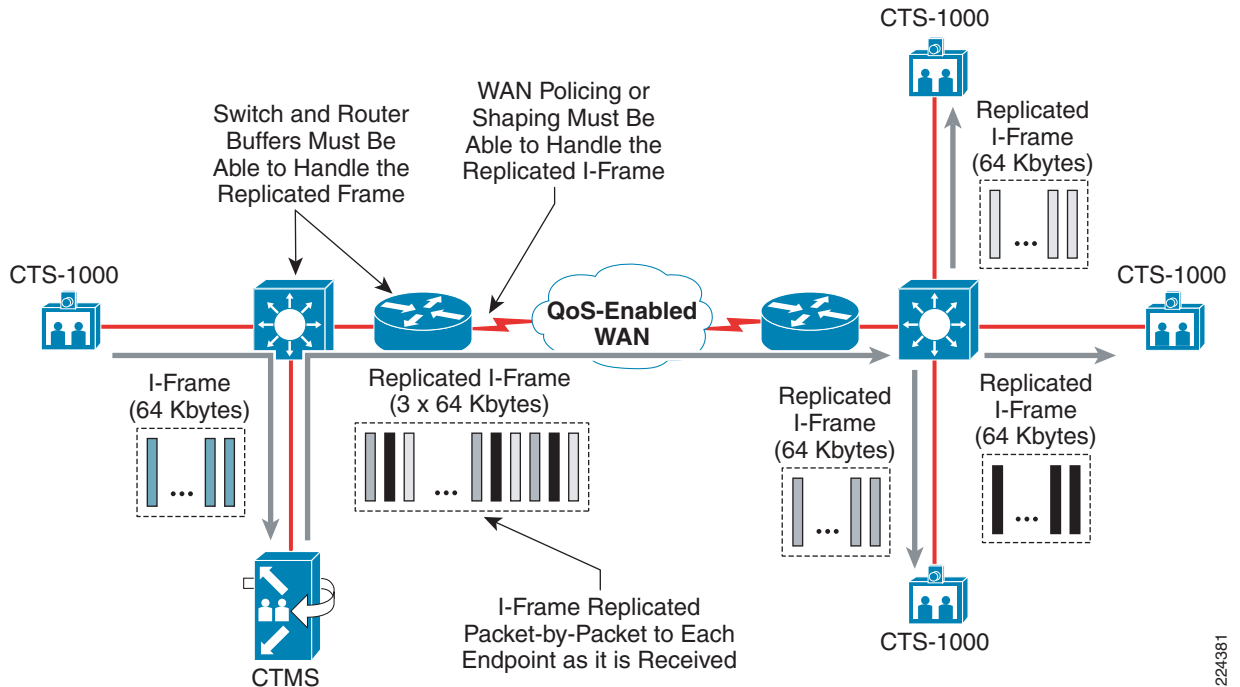 CTS-1000
WAN Policing or
Shaping Must Be
Able to Handle the
Replicated I-Frame
Switch and Router
Buffers Must Be
Able to Handle the
Replicated Frame
Replicated
I-Frame
(64 Kbytes)
...
CTS-1000
CTS-1000
QoS-Enabled
WAN
I-Frame
(64 Kbytes)
...
Replicated I-Frame
(3 x 64 Kbytes)
...
Replicated
I-Frame
(64 Kbytes)
...
Replicated
I-Frame
(64 Kbytes)
...
I-Frame Replicated
Packet-by-Packet to Each
Endpoint as it is Received
CTMS
CTS-1000
224381